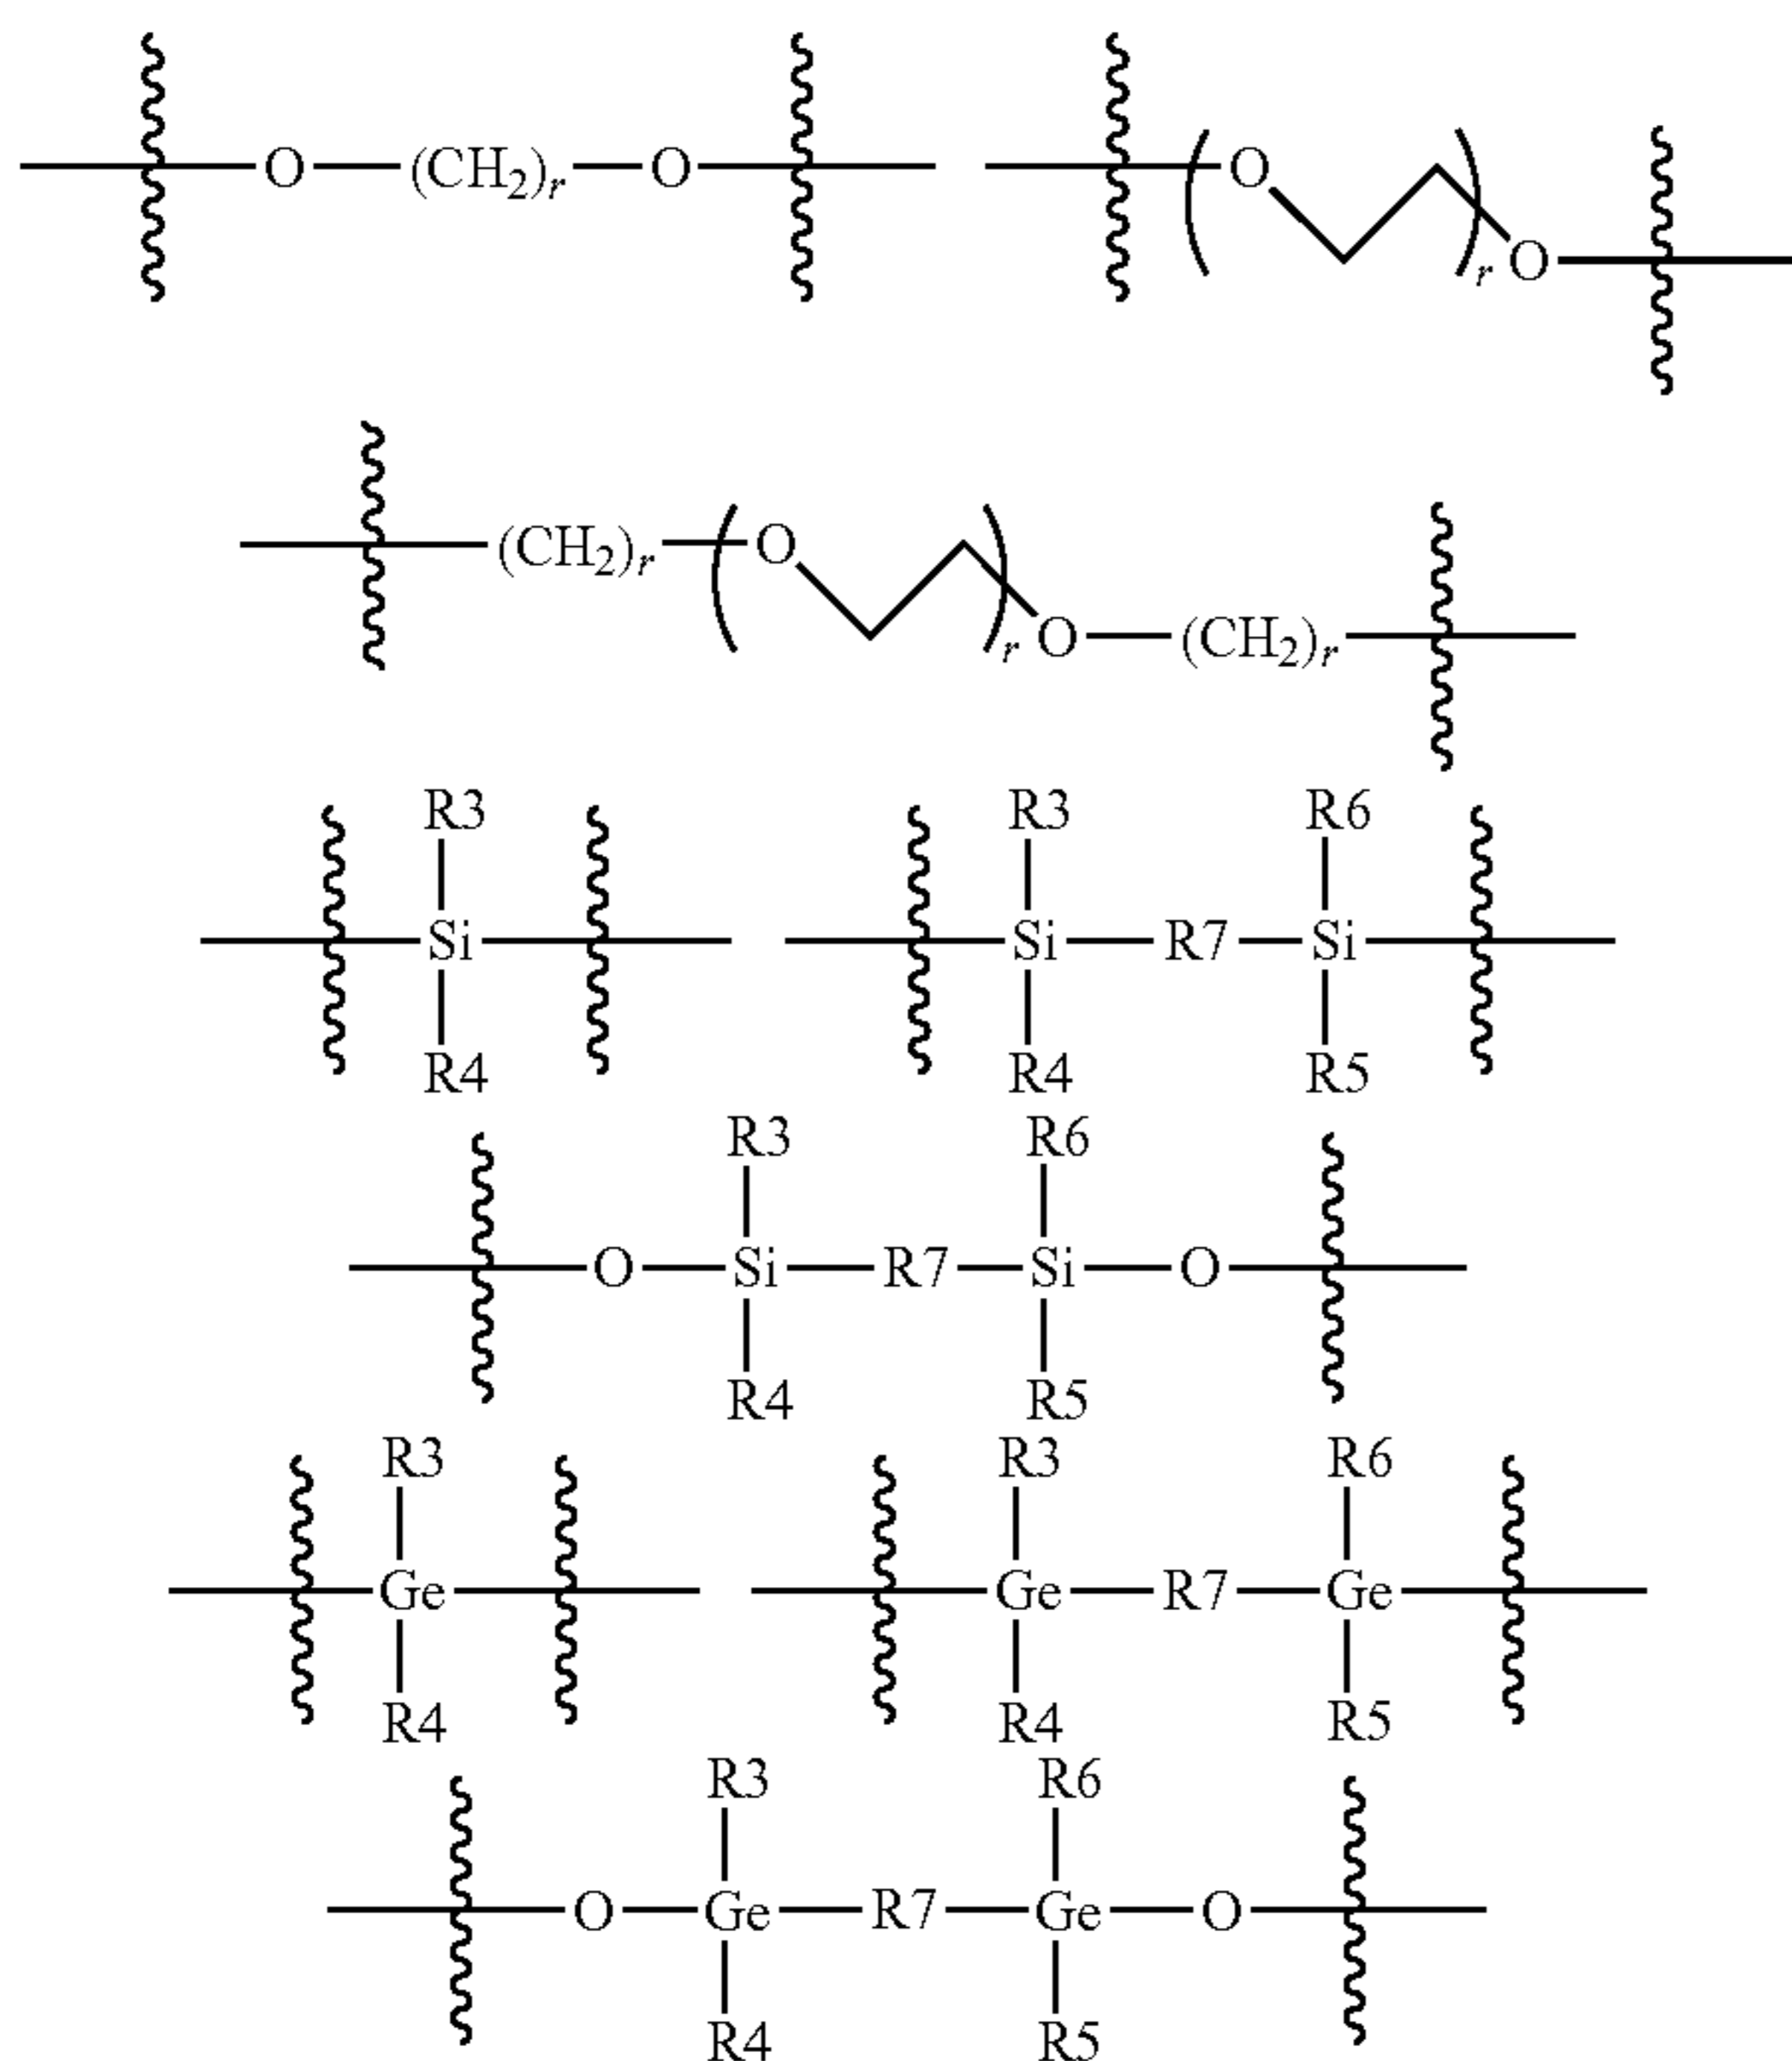 O (CH2)r O O r O
(CH2)r O r O (CH2)r
R3 R3 R6
Si Si R7 Si
R4 R4 R5
R3 R6
O Si R7 Si O
R4 R5
R3 R3 R6
Ge Ge R7 Ge
R4 R4 R5
R3 R6
O Ge R7 Ge O
R4 R5